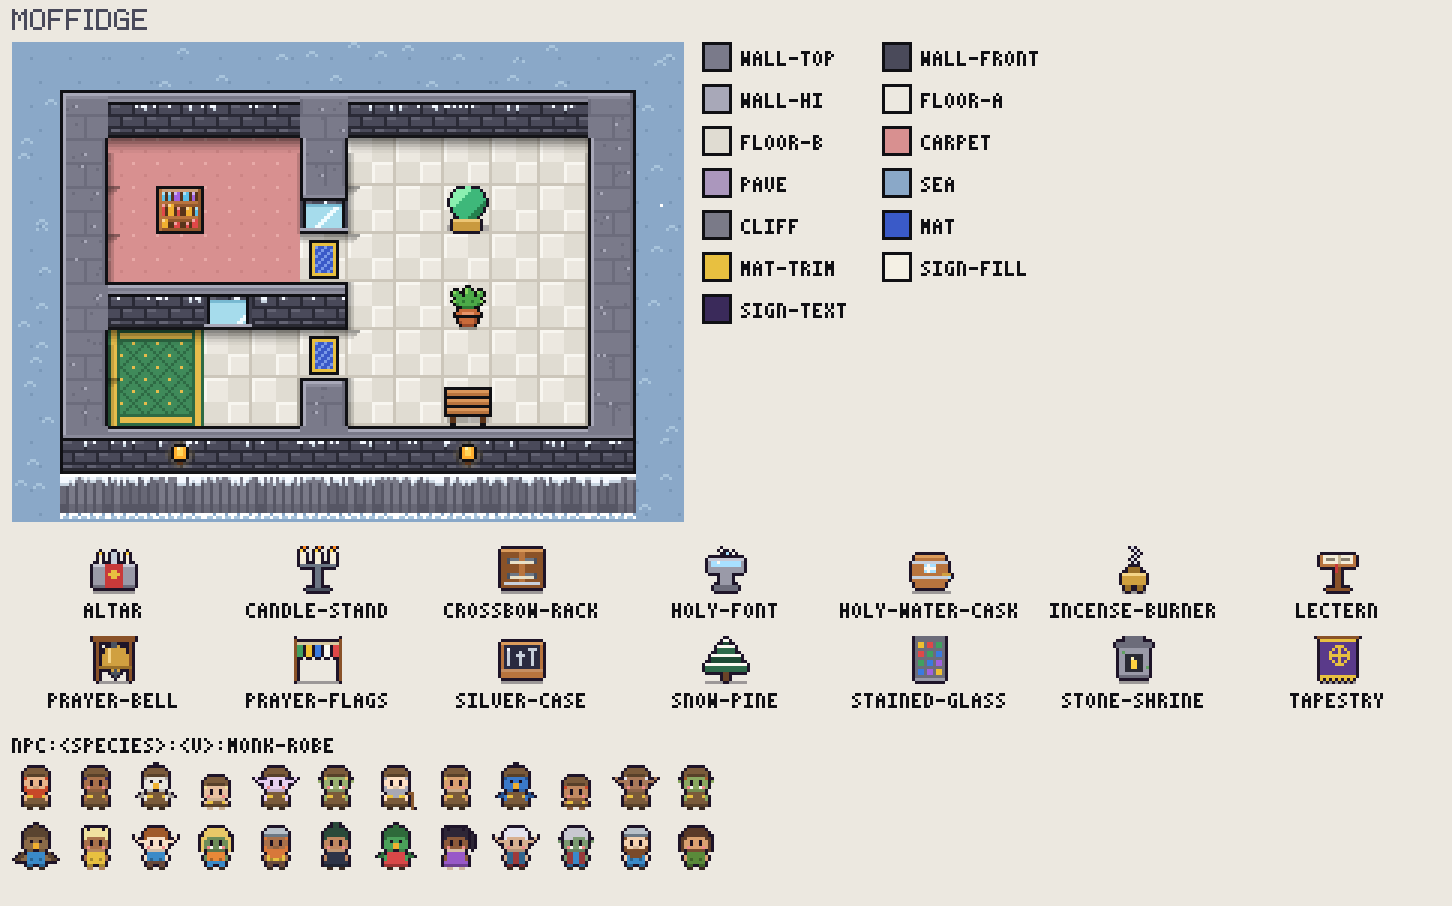 MOFFIDGE
WALL-TOP WALL-FRONT
WALL-HI FLOOR-A
FLOOR-B CARPET
PAVE SEA
CLIFF MAT
MAT-TRIM SIGN-FILL
SIGN-TEXT
ALTAR CANDLE-STAND CROSSBOW-RACK HOLY-FONT HOLY-WATER-CASK INCENSE-BURNER LECTERN
PRAYER-BELL PRAYER-FLAGS SILVER-CASE SNOW-PINE STAINED-GLASS STONE-SHRINE TAPESTRY
NPC:<SPECIES>:<V>:MONK-ROBE